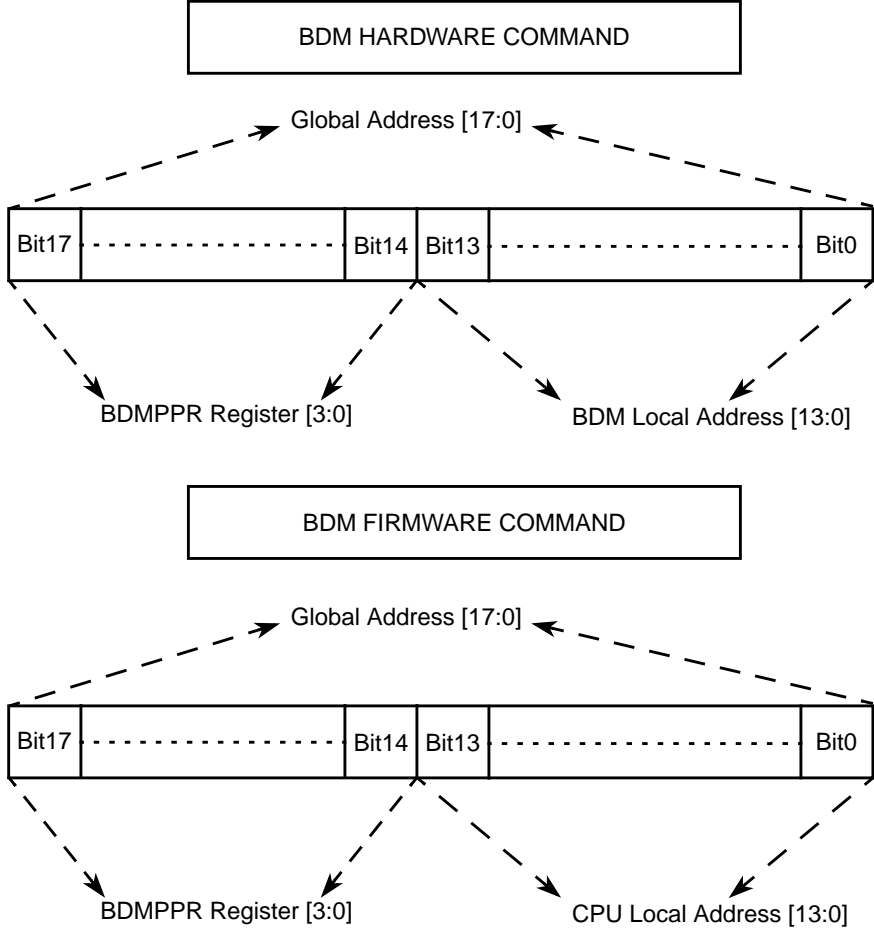 BDM HARDWARE COMMAND
Global Address [17:0]
Bit17 Bit14 Bit13 Bit0
BDMPPR Register [3:0]
BDM Local Address [13:0]
BDM FIRMWARE COMMAND
Global Address [17:0]
Bit17 Bit14 Bit13 Bit0
BDMPPR Register [3:0]
CPU Local Address [13:0]